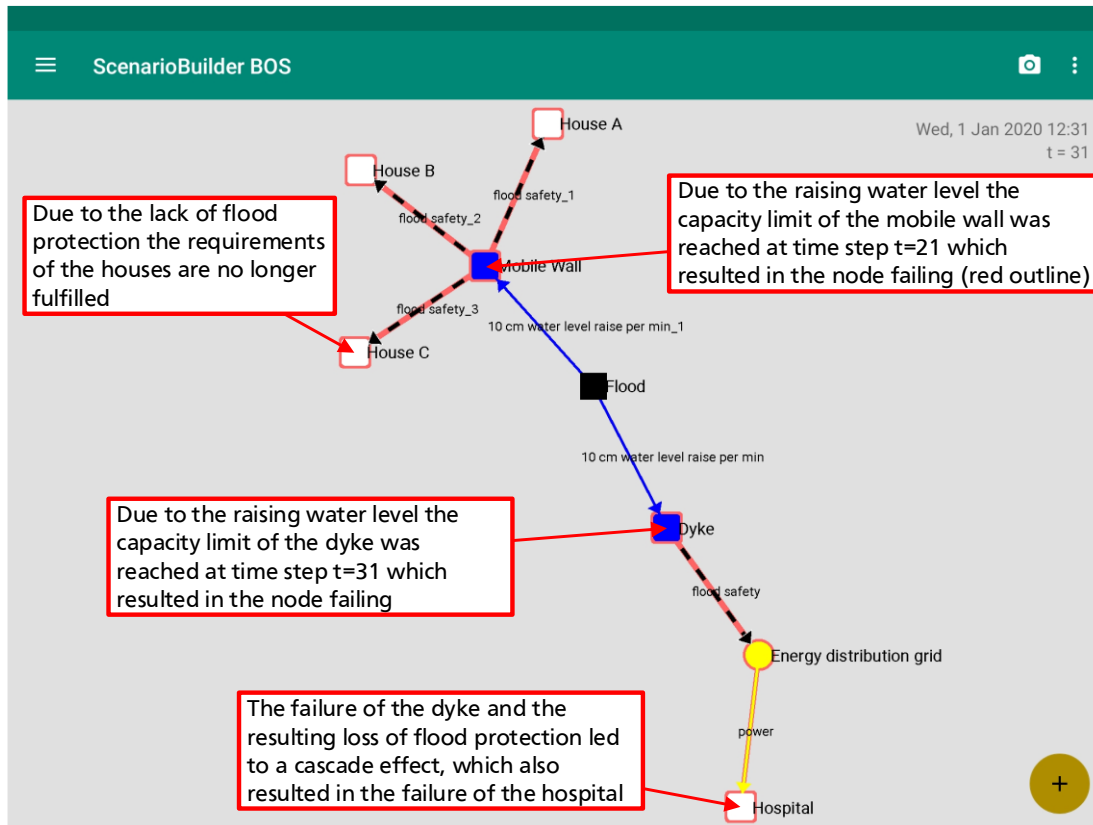 ScenarioBuilder BOS
Wed, 1 Jan 2020 12:31
t = 31
House A
House B
flood safety_1
flood safety_2
Due to the raising water level the
capacity limit of the mobile wall was
reached at time step t=21 which
resulted in the node failing (red outline)
Due to the lack of flood
protection the requirements
of the houses are no longer
fulfilled
Mobile Wall
flood safety_3
10 cm water level raise per min_1
House C
Flood
10 cm water level raise per min
Due to the raising water level the
capacity limit of the dyke was
reached at time step t=31 which
resulted in the node failing
Dyke
flood safety
Energy distribution grid
The failure of the dyke and the
resulting loss of flood protection led
to a cascade effect, which also
resulted in the failure of the hospital
power
Hospital
+